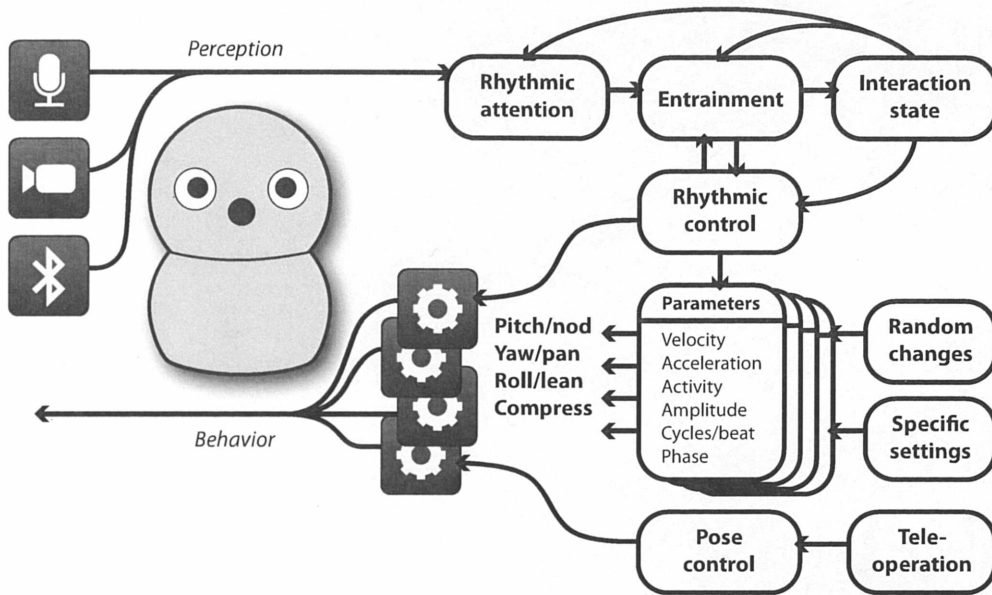 Perception
Rhythmic
attention
Entrainment
Interaction
state
Rhythmic
control
Parameters
Velocity
Acceleration
Activity
Amplitude
Cycles/beat
Phase
Pitch/nod
Yaw/pan
Roll/lean
Compress
Random
changes
Specific
settings
Behavior
Pose
control
Tele-
operation